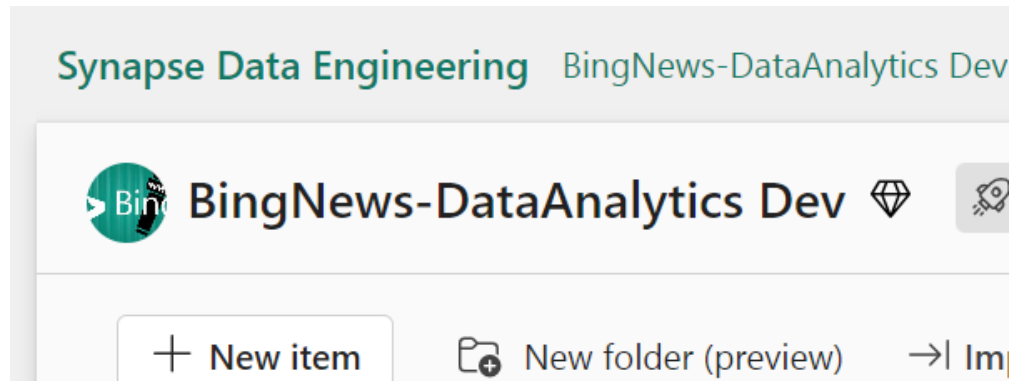 Synapse Data Engineering BingNews-DataAnalytics Dev
BingNews-DataAnalytics Dev
New item New folder (preview)